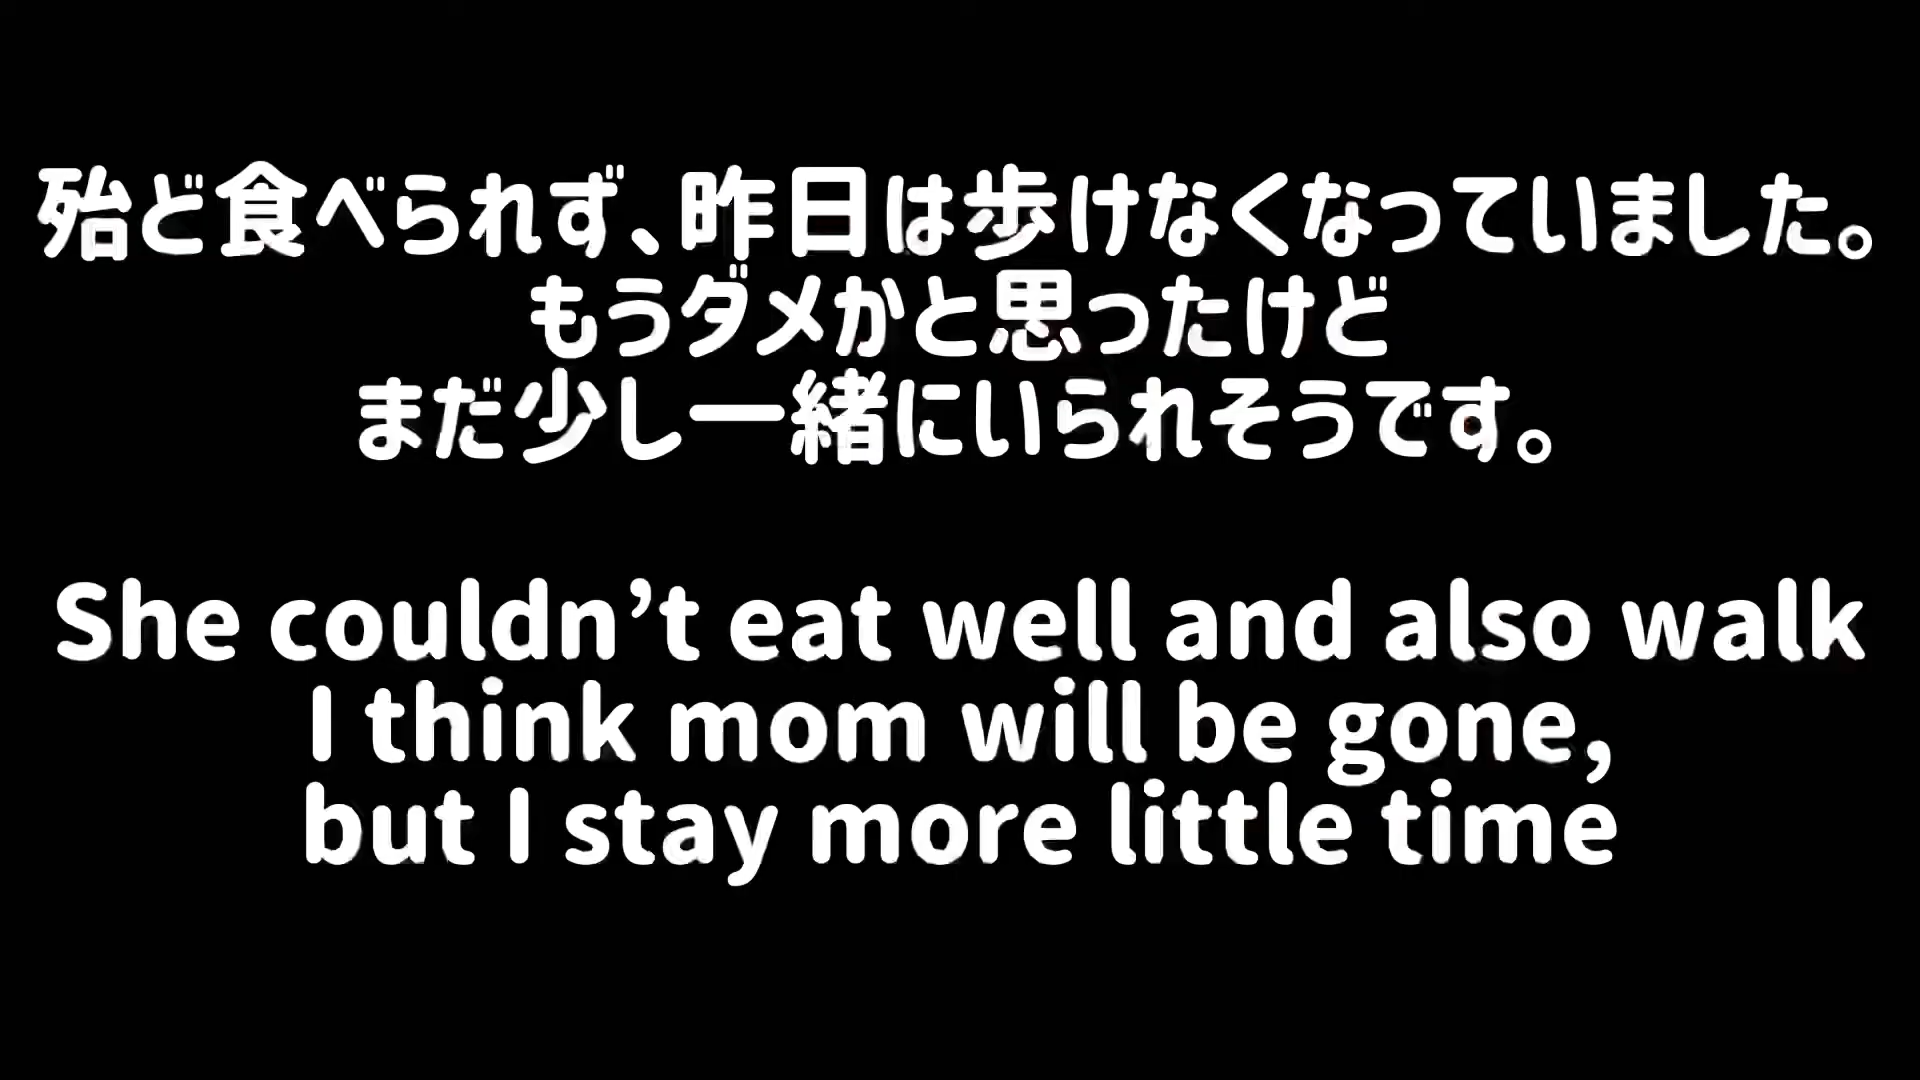 殆ど食べられず、昨日は歩けなくなっていました。
もうダメかと思ったけど
まだ少し一緒にいられそうです。
She couldn’t eat well and also walk
I think mom will be gone,
but I stay more little time